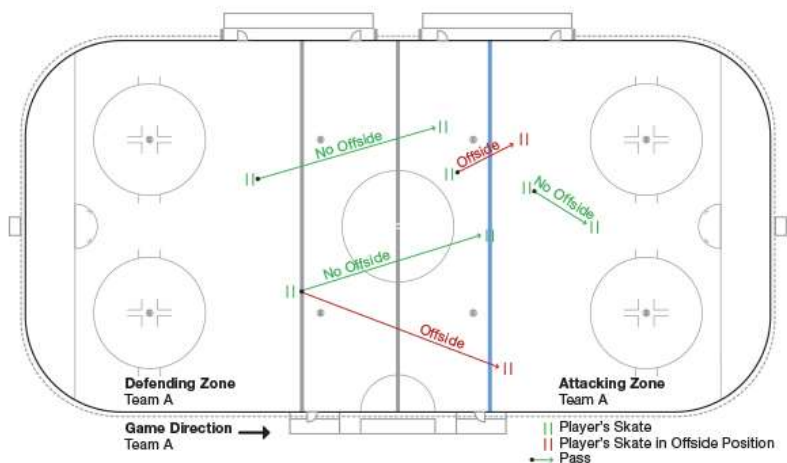 No Offside
Offside
No Offside
No Offside
Offside
Defending Zone
Team A
Attacking Zone
Team A
Game Direction
Team A
Player's Skate
Player's Skate in Offside Position
Pass